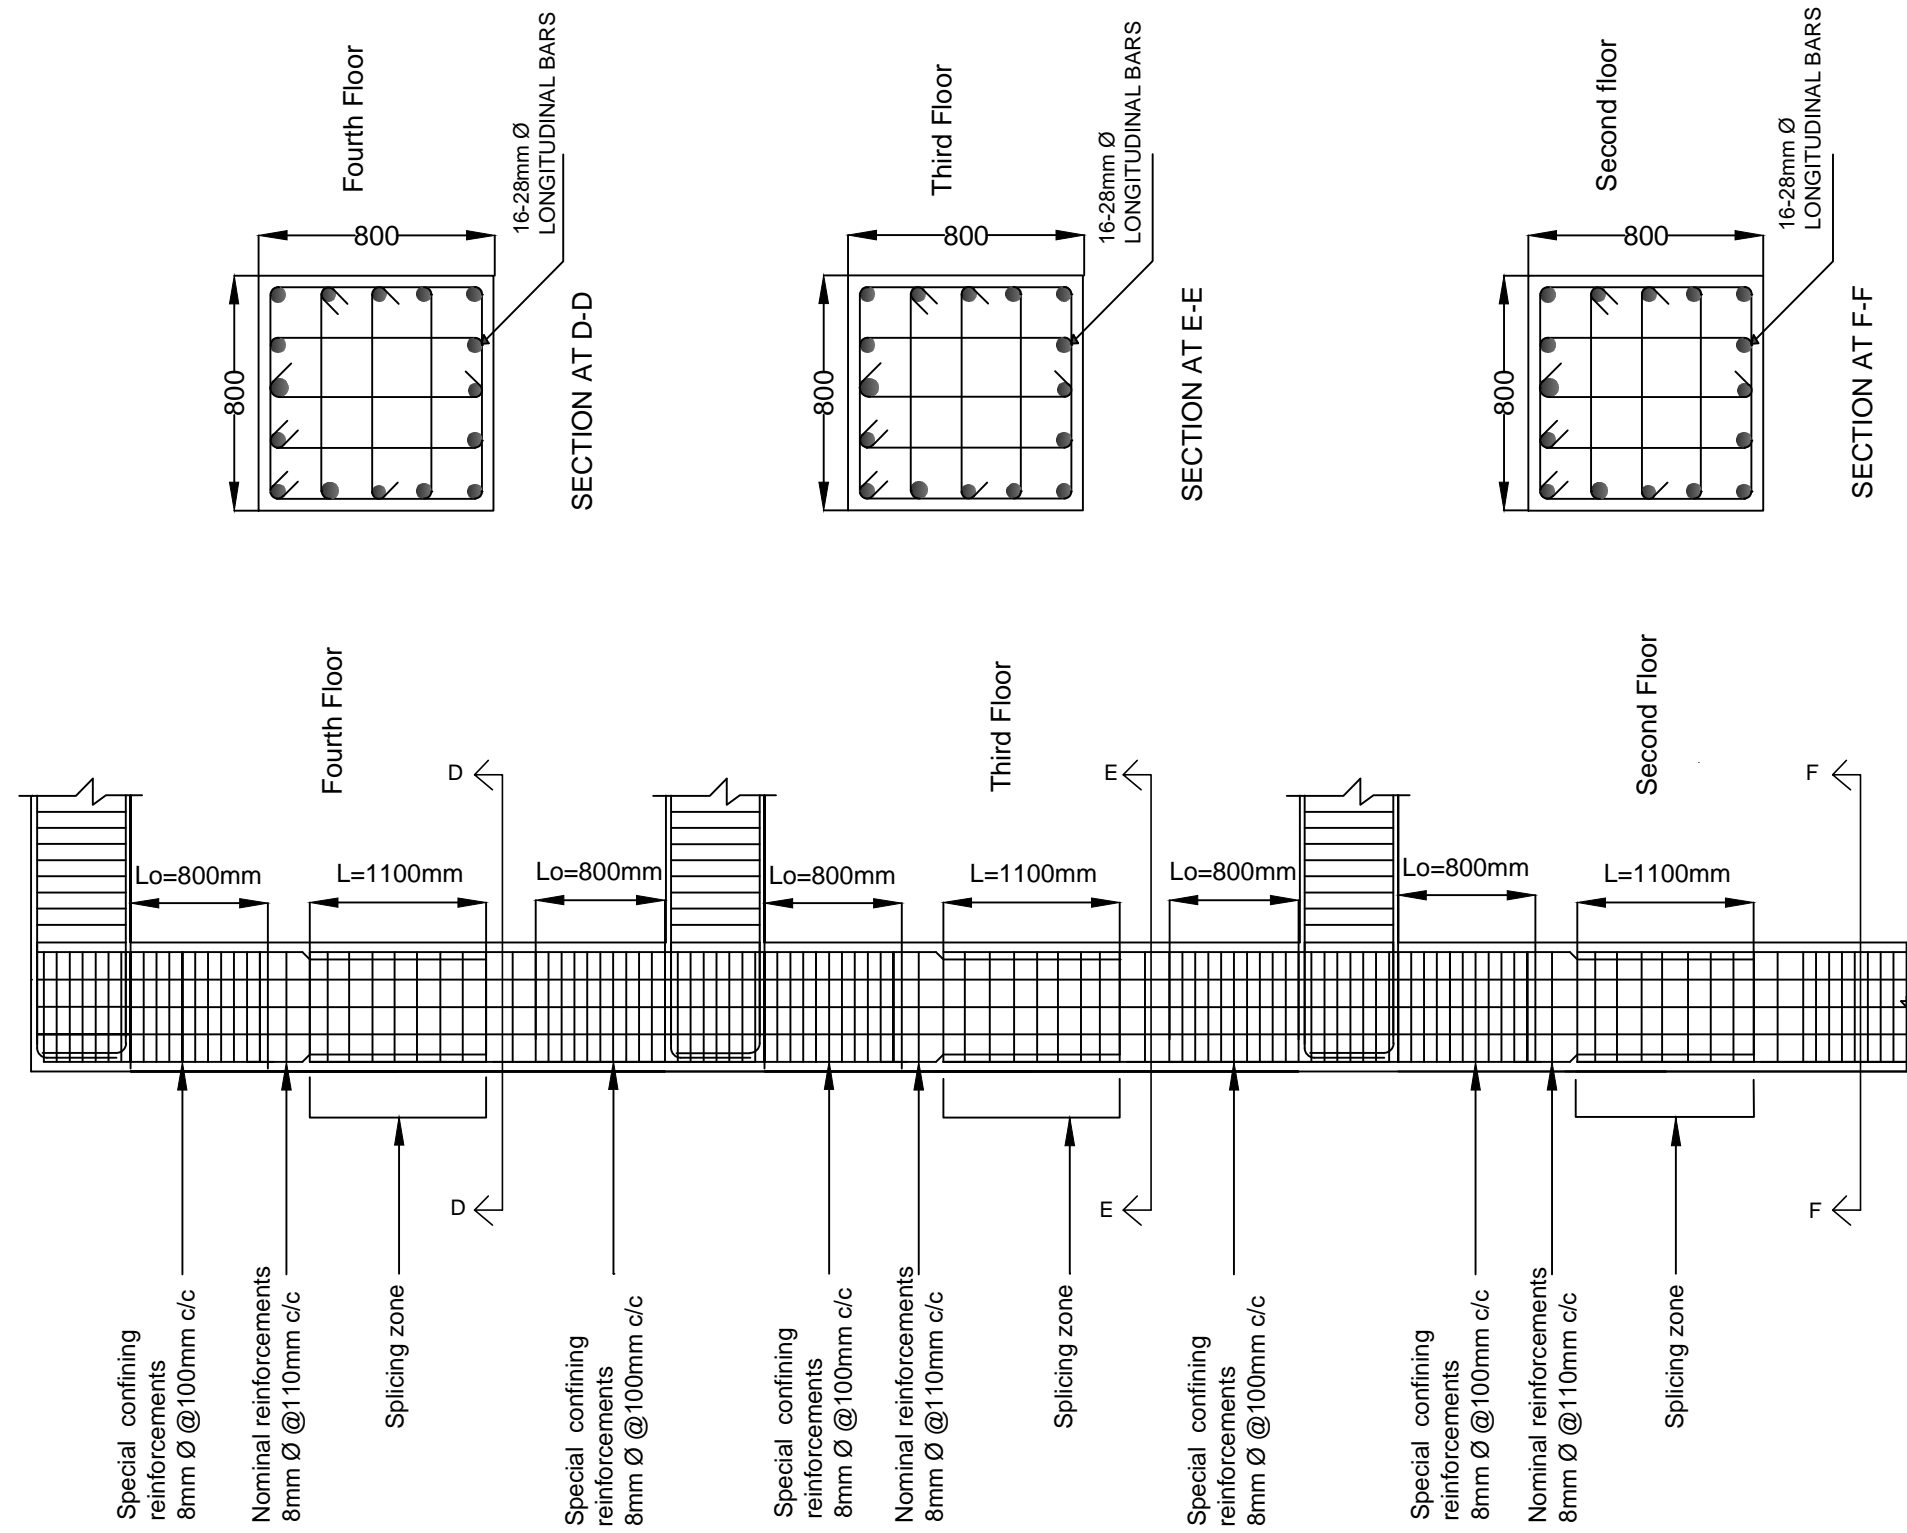 Fourth Floor
16-28mm Ø
LONGITUDINAL BARS
800
800
SECTION AT D-D
Third Floor
16-28mm Ø
LONGITUDINAL BARS
800
800
SECTION AT E-E
Second floor
16-28mm Ø
LONGITUDINAL BARS
800
800
SECTION AT F-F
Fourth Floor
Third Floor
Second Floor
D
E
F
Lo=800mm
L=1100mm
Lo=800mm
Lo=800mm
L=1100mm
Lo=800mm
Lo=800mm
L=1100mm
D
E
F
Special confining
reinforcements
8mm Ø @100mm c/c
Nominal reinforcements
8mm Ø @110mm c/c
Splicing zone
Special confining
reinforcements
8mm Ø @100mm c/c
Special confining
reinforcements
8mm Ø @100mm c/c
Nominal reinforcements
8mm Ø @110mm c/c
Splicing zone
Special confining
reinforcements
8mm Ø @100mm c/c
Special confining
reinforcements
8mm Ø @100mm c/c
Nominal reinforcements
8mm Ø @110mm c/c
Splicing zone